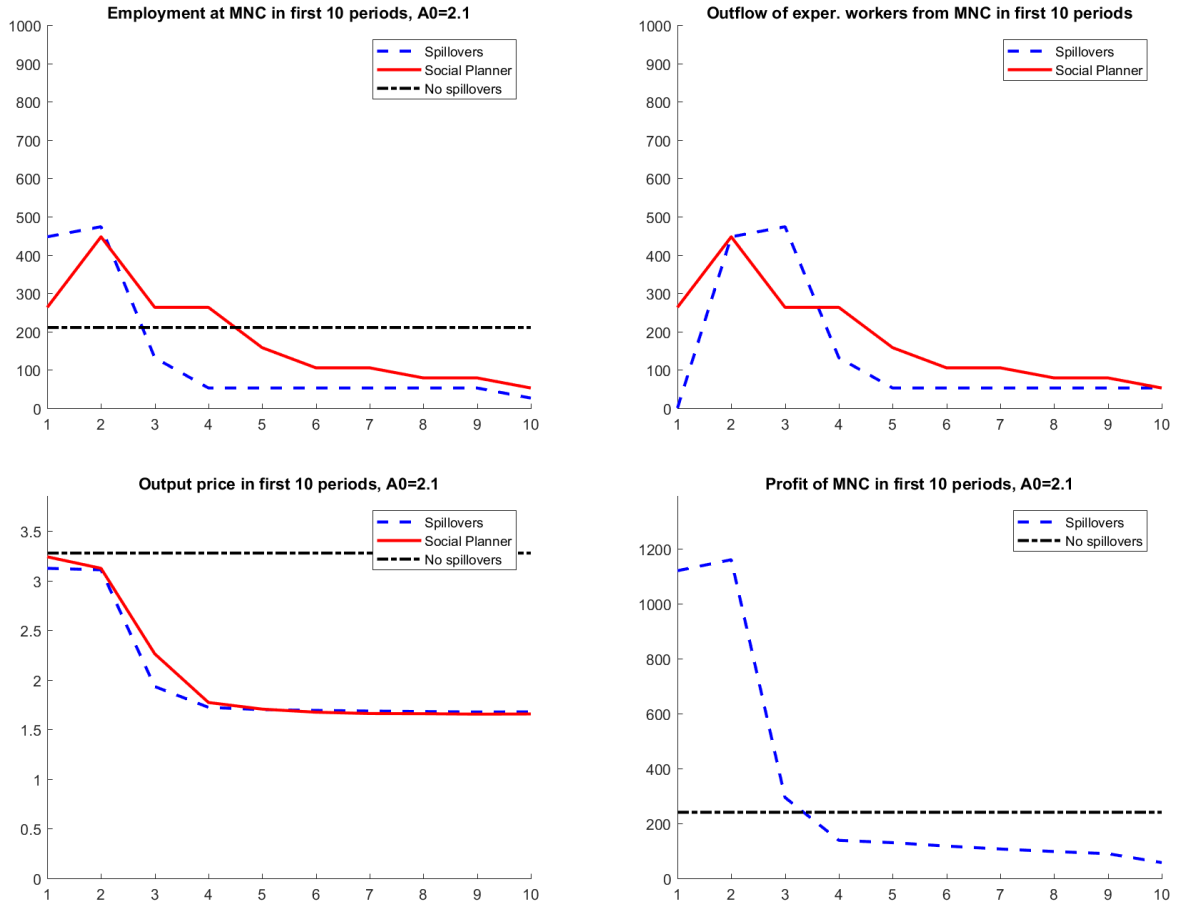 Employment at MNC in first 10 periods, A0=2.1
1000
900
800
700
600
500
400
300
200
100
0
1 2 3 4 5 6 7 8 9 10
Spillovers
Social Planner
No spillovers
Outflow of exper. workers from MNC in first 10 periods
1000
900
800
700
600
500
400
300
200
100
0
1 2 3 4 5 6 7 8 9 10
Spillovers
Social Planner
Output price in first 10 periods, A0=2.1
3.5
3
2.5
2
1.5
1
0.5
0
1 2 3 4 5 6 7 8 9 10
Spillovers
Social Planner
No spillovers
Profit of MNC in first 10 periods, A0=2.1
1200
1000
800
600
400
200
0
1 2 3 4 5 6 7 8 9 10
Spillovers
No spillovers